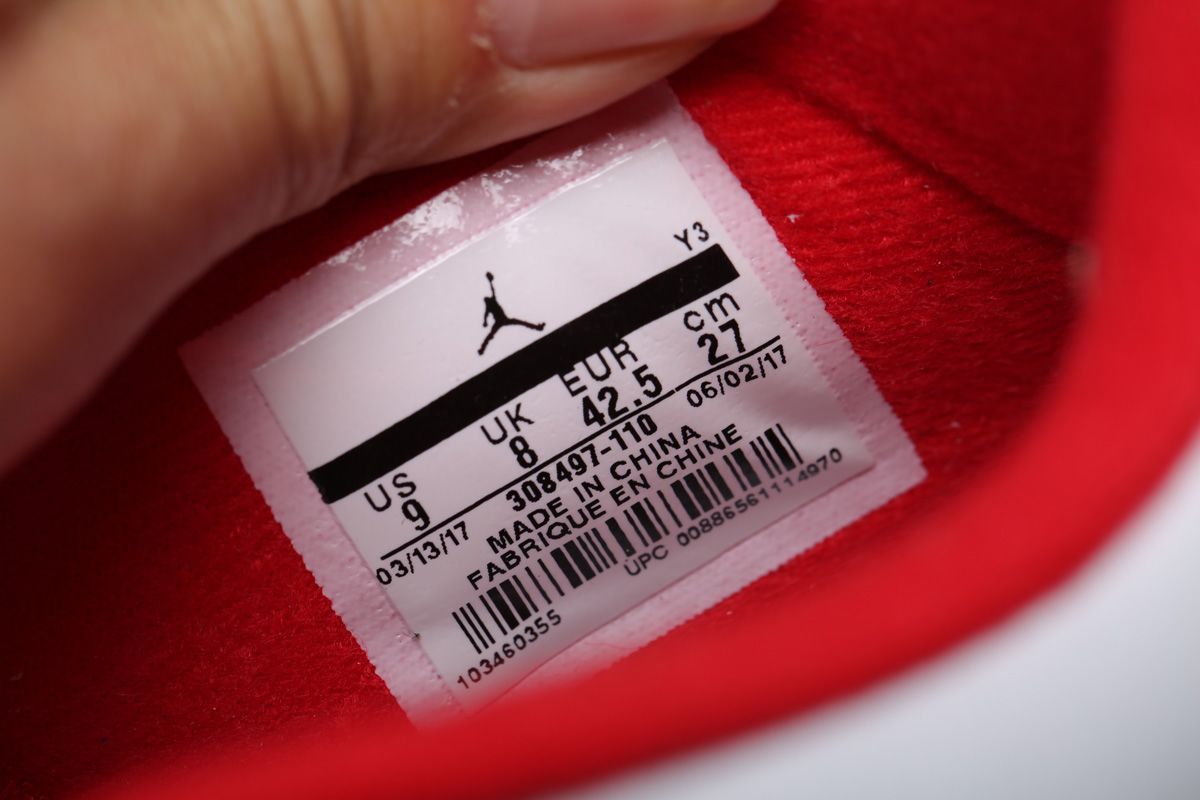 Y3
US UK EUR cm
9 8 42.5 27
03/13/17 308497-110 06/02/17
MADE IN CHINA
FABRIQUE EN CHINE
103460355 UPC 00886561114970